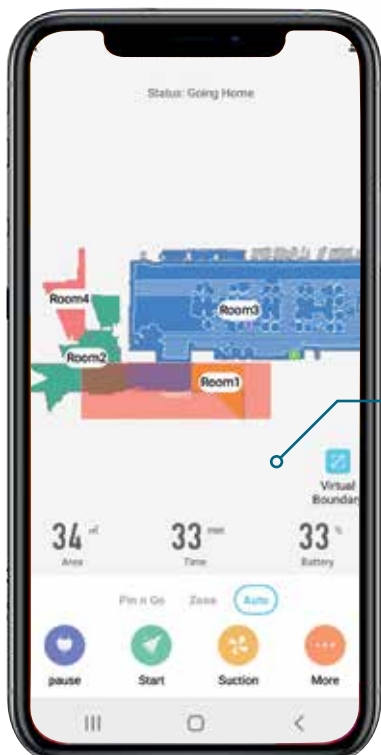 Status: Going Home
Room4
Room3
Room2
Room1
Virtual
Boundary
34 33 min 33 %
Area Time Battery
Pin n Go Zone Auto
pause Start Suction More